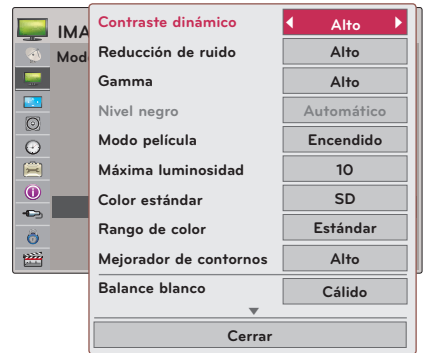 IMA
Mod
Contraste dinámico Alto
Reducción de ruido Alto
Gamma Alto
Nivel negro Automático
Modo película Encendido
Máxima luminosidad 10
Color estándar SD
Rango de color Estándar
Mejorador de contornos Alto
Balance blanco Cálido
Cerrar